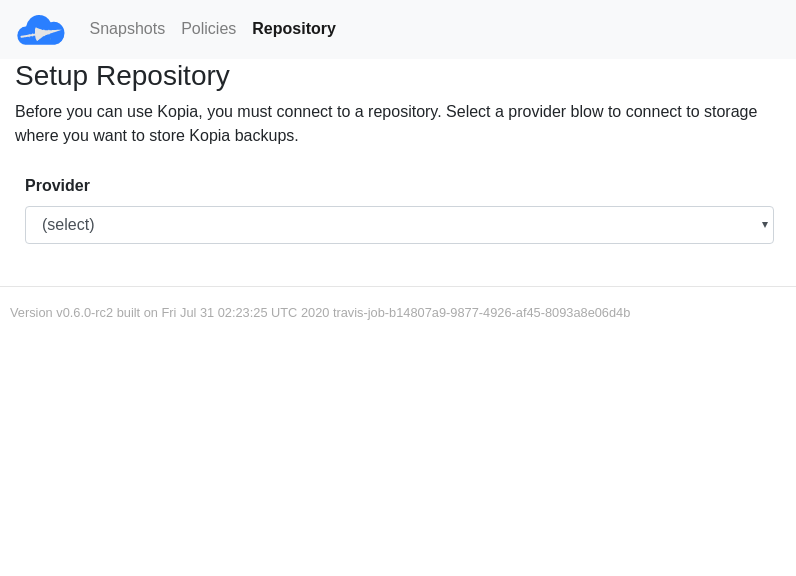 Snapshots Policies Repository
Setup Repository
Before you can use Kopia, you must connect to a repository. Select a provider blow to connect to storage
where you want to store Kopia backups.
Provider
(select)
Version v0.6.0-rc2 built on Fri Jul 31 02:23:25 UTC 2020 travis-job-b14807a9-9877-4926-af45-8093a8e06d4b